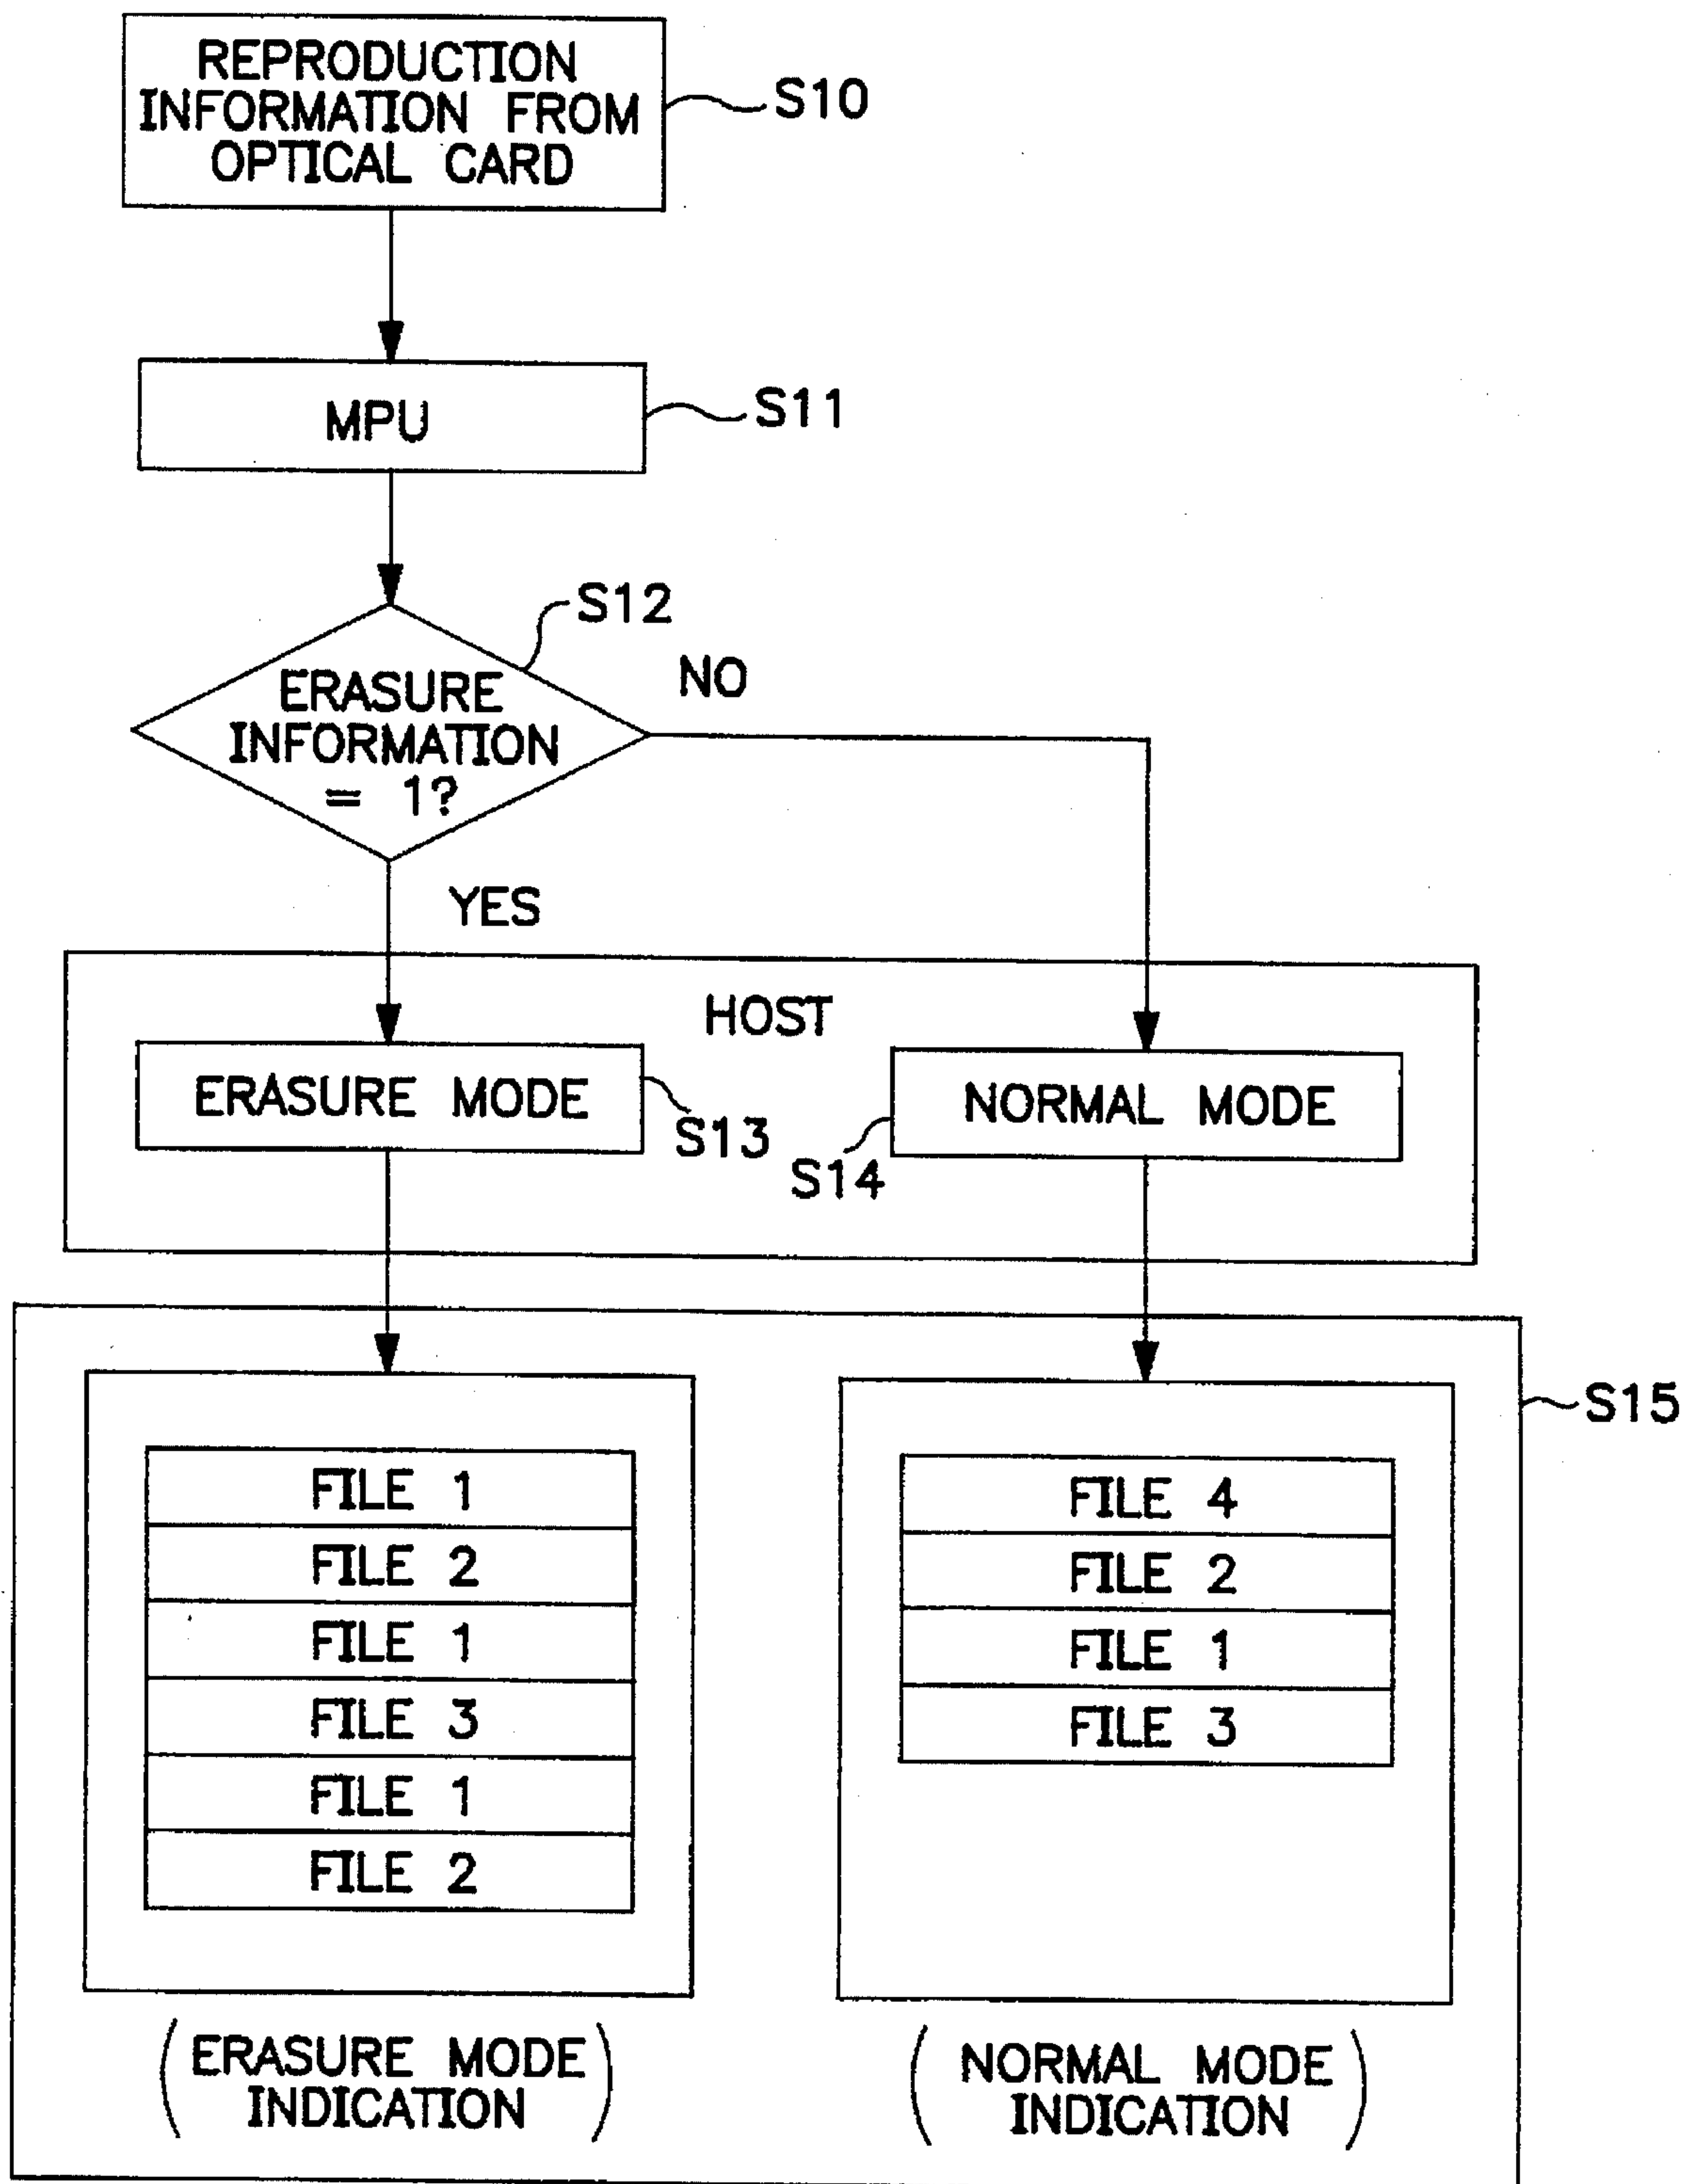 REPRODUCTION
INFORMATION FROM
OPTICAL CARD
S10
MPU
S11
S12
ERASURE
INFORMATION
= 1?
NO
YES
HOST
ERASURE MODE
S13
NORMAL MODE
S14
S15
FILE 1
FILE 2
FILE 1
FILE 3
FILE 1
FILE 2
(ERASURE MODE
INDICATION)
FILE 4
FILE 2
FILE 1
FILE 3
(NORMAL MODE
INDICATION)